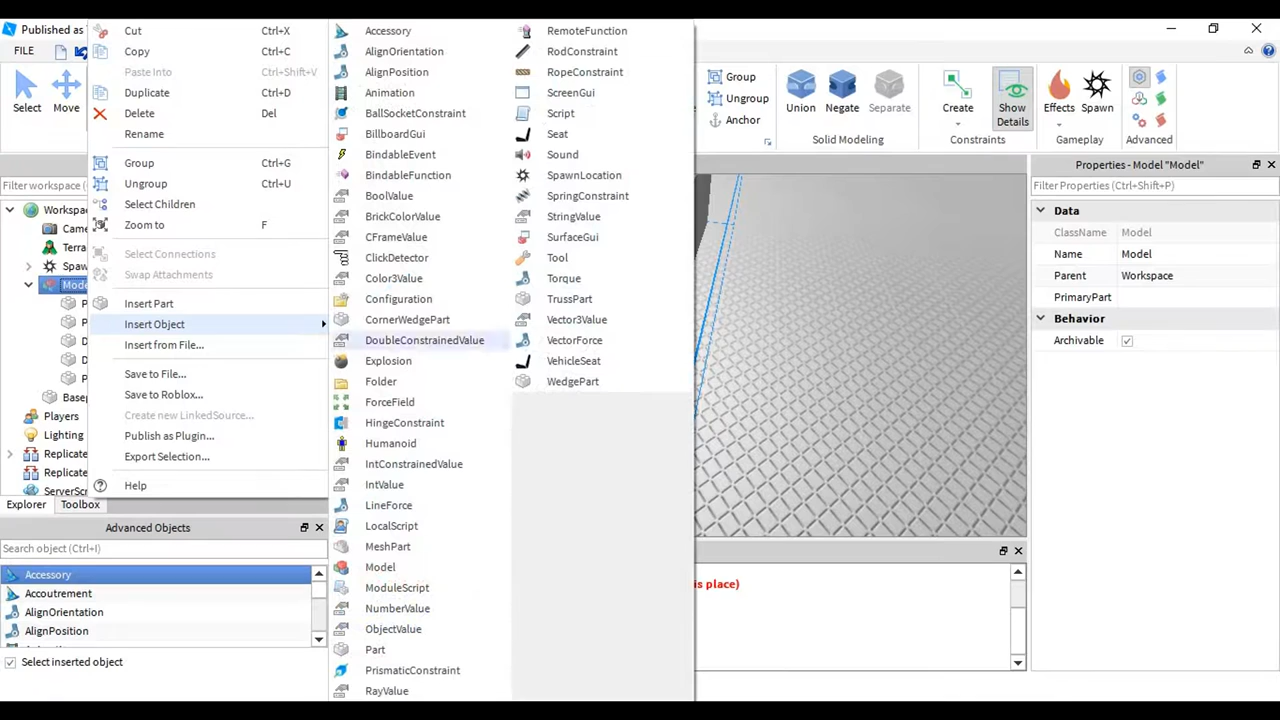 Published as
FILE
Select
Move
Group
Ungroup
Anchor
Union
Negate
Separate
Solid Modeling
Create
Show
Details
Constraints
Effects
Spawn
Gameplay
Advanced
Cut Ctrl+X
Copy Ctrl+C
Paste Into Ctrl+Shift+V
Duplicate Ctrl+D
Delete Del
Rename
Group Ctrl+G
Ungroup Ctrl+U
Select Children
Zoom to F
Select Connections
Swap Attachments
Insert Part
Insert Object
Insert from File...
Save to File...
Save to Roblox...
Create new LinkedSource...
Publish as Plugin...
Export Selection...
Help
Accessory
AlignOrientation
AlignPosition
Animation
BallSocketConstraint
BillboardGui
BindableEvent
BindableFunction
BoolValue
BrickColorValue
CFrameValue
ClickDetector
Color3Value
Configuration
CornerWedgePart
DoubleConstrainedValue
Explosion
Folder
ForceField
HingeConstraint
Humanoid
IntConstrainedValue
IntValue
LineForce
LocalScript
MeshPart
Model
ModuleScript
NumberValue
ObjectValue
Part
PrismaticConstraint
RayValue
RemoteFunction
RodConstraint
RopeConstraint
ScreenGui
Script
Seat
Sound
SpawnLocation
SpringConstraint
StringValue
SurfaceGui
Tool
Torque
TrussPart
Vector3Value
VectorForce
VehicleSeat
WedgePart
Filter workspace
Workspa
Came
Terra
Spaw
Mode
P
P
D
D
P
Basep
Players
Lighting
Replicate
Replicate
ServerScr
Explorer
Toolbox
Advanced Objects
Search object (Ctrl+I)
Accessory
Accoutrement
AlignOrientation
AlignPosition
Select inserted object
Properties - Model "Model"
Filter Properties (Ctrl+Shift+P)
Data
ClassName Model
Name Model
Parent Workspace
PrimaryPart
Behavior
Archivable
is place)